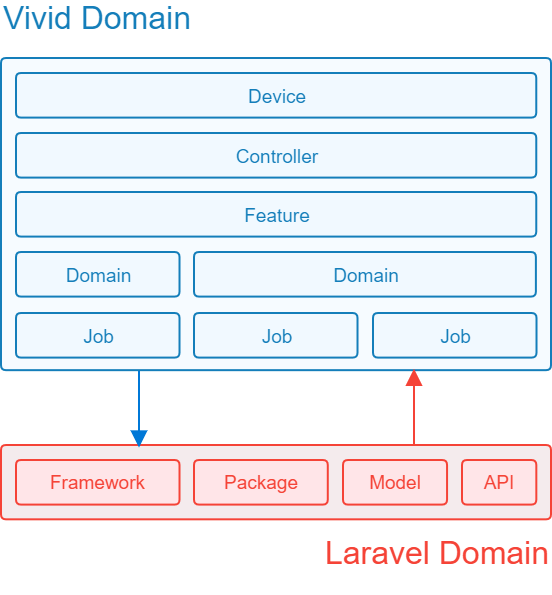 Vivid Domain
Device
Controller
Feature
Domain Domain
Job Job Job
Framework Package Model API
Laravel Domain